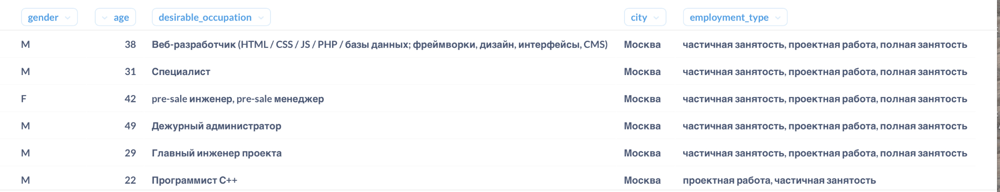 gender age desirable_occupation city employment_type
M 38 Веб-разработчик (HTML / CSS / JS / PHP / базы данных; фреймворки, дизайн, интерфейсы, CMS) Москва частичная занятость, проектная работа, полная занятость
M 31 Специалист Москва частичная занятость, проектная работа, полная занятость
F 42 pre-sale инженер, pre-sale менеджер Москва частичная занятость, проектная работа, полная занятость
M 49 Дежурный администратор Москва частичная занятость, проектная работа, полная занятость
M 29 Главный инженер проекта Москва частичная занятость, проектная работа, полная занятость
M 22 Программист С++ Москва проектная работа, частичная занятость